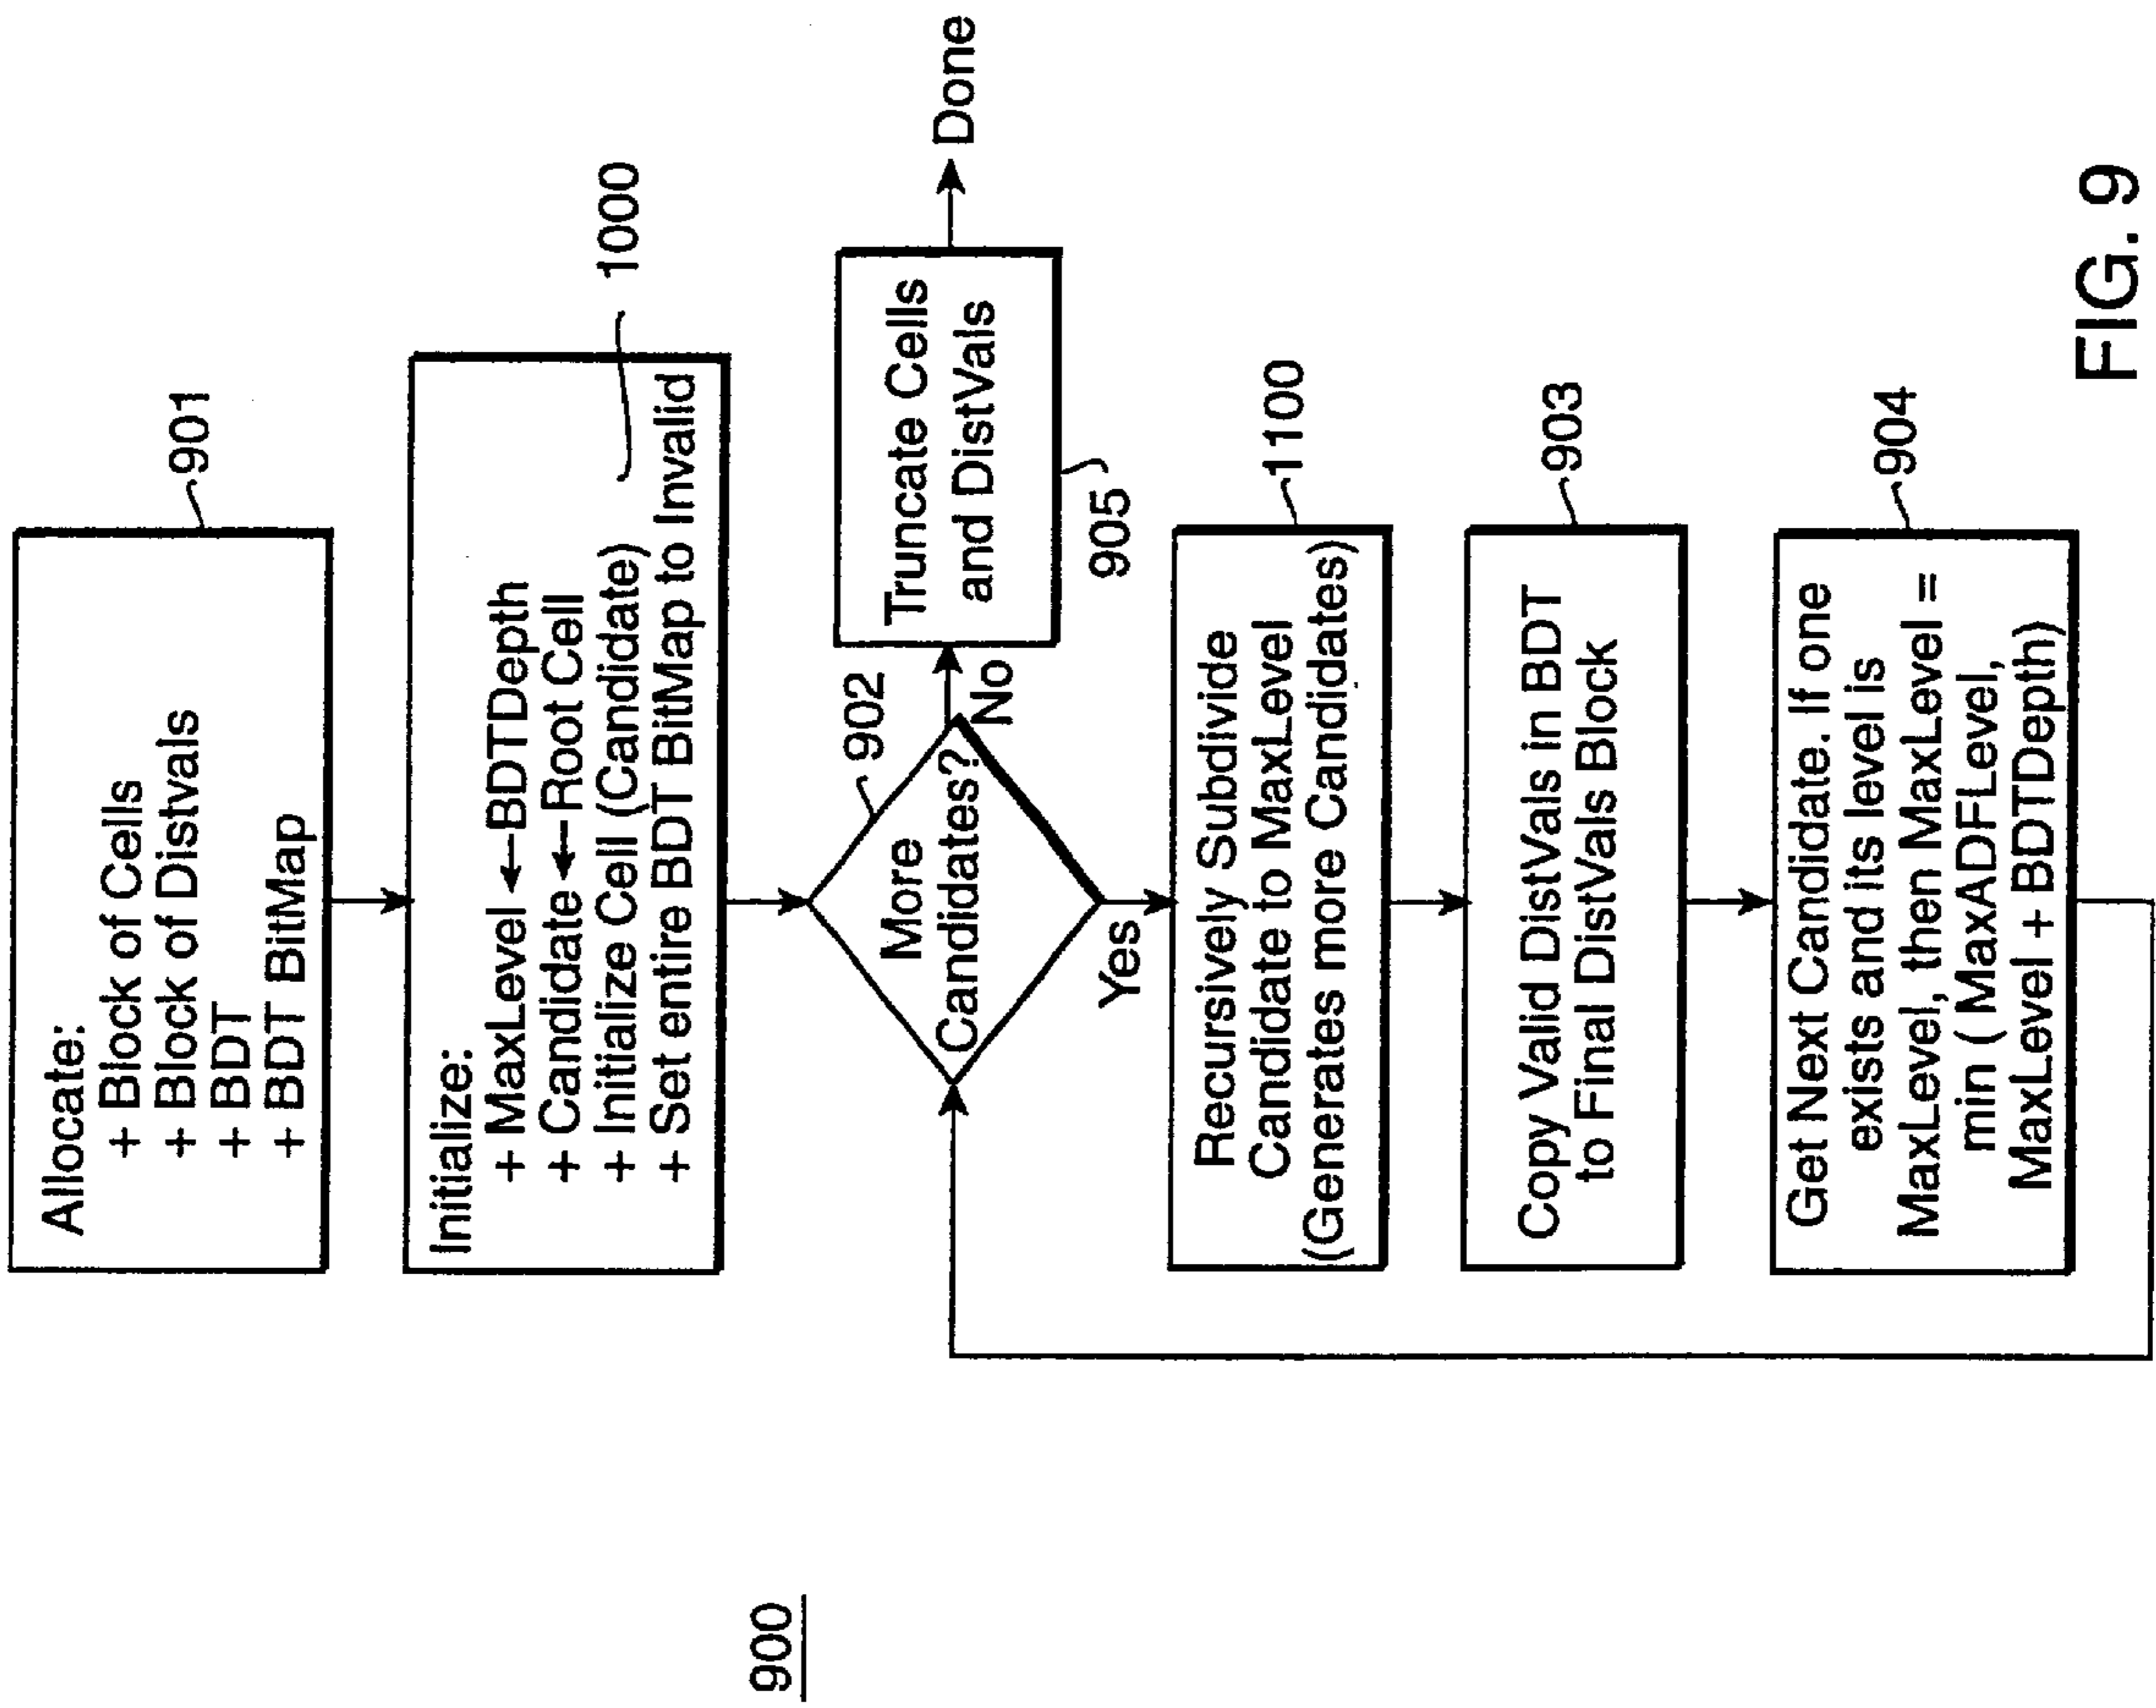 900
Allocate:
+ Block of Cells
+ Block of Distvals
+ BDT
+ BDT BitMap
901
Initialize:
+ MaxLevel ←BDTDepth
+ Candidate ←Root Cell
+ Initialize Cell (Candidate)
+ Set entire BDT BitMap to Invalid
1000
More
Candidates?
902
No
Truncate Cells
and DistVals
905
Done
Yes
Recursively Subdivide
Candidate to MaxLevel
(Generates more Candidates)
1100
Copy Valid DistVals in BDT
to Final DistVals Block
903
Get Next Candidate. If one
exists and its level is
MaxLevel, then MaxLevel =
min ( MaxADFLevel,
MaxLevel + BDTDepth)
904
FIG. 9